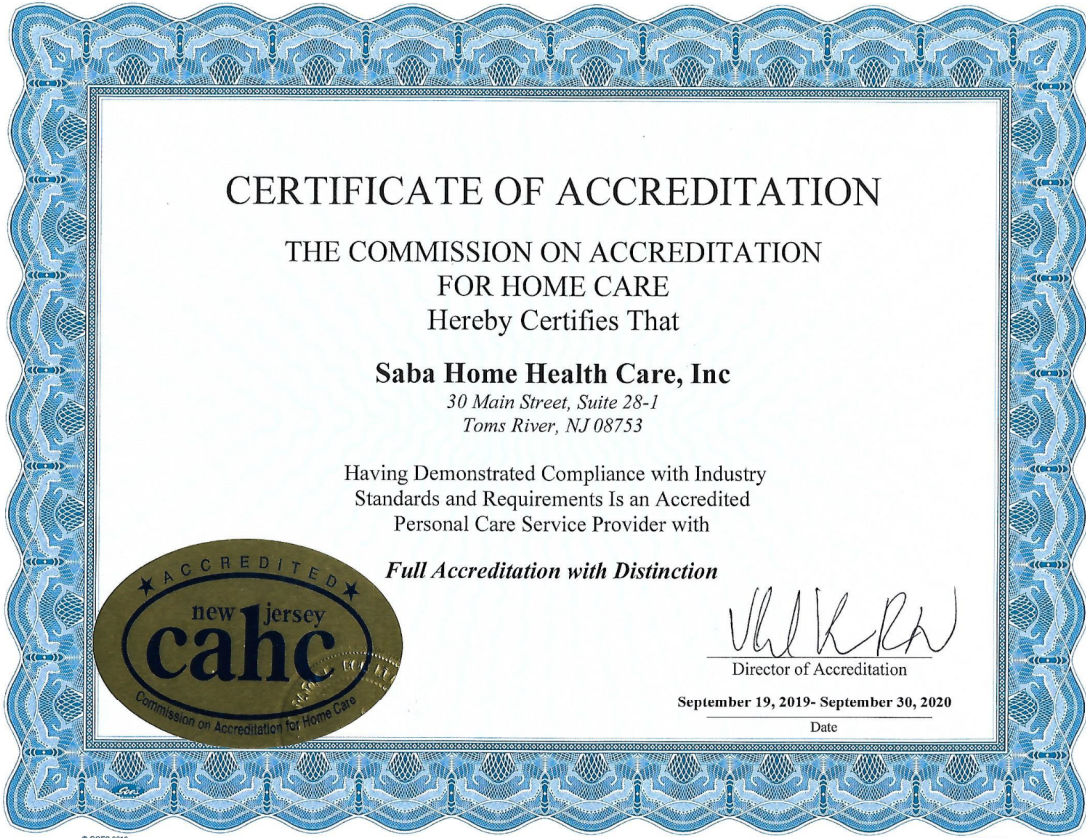 CERTIFICATE OF ACCREDITATION
THE COMMISSION ON ACCREDITATION
FOR HOME CARE
Hereby Certifies That
Saba Home Health Care, Inc
30 Main Street, Suite 28-1
Toms River, NJ 08753
Having Demonstrated Compliance with Industry
Standards and Requirements Is an Accredited
Personal Care Service Provider with
Full Accreditation with Distinction
ACCREDITED
new jersey
cahc
Commission on Accreditation for Home Care
Director of Accreditation
September 19, 2019- September 30, 2020
Date